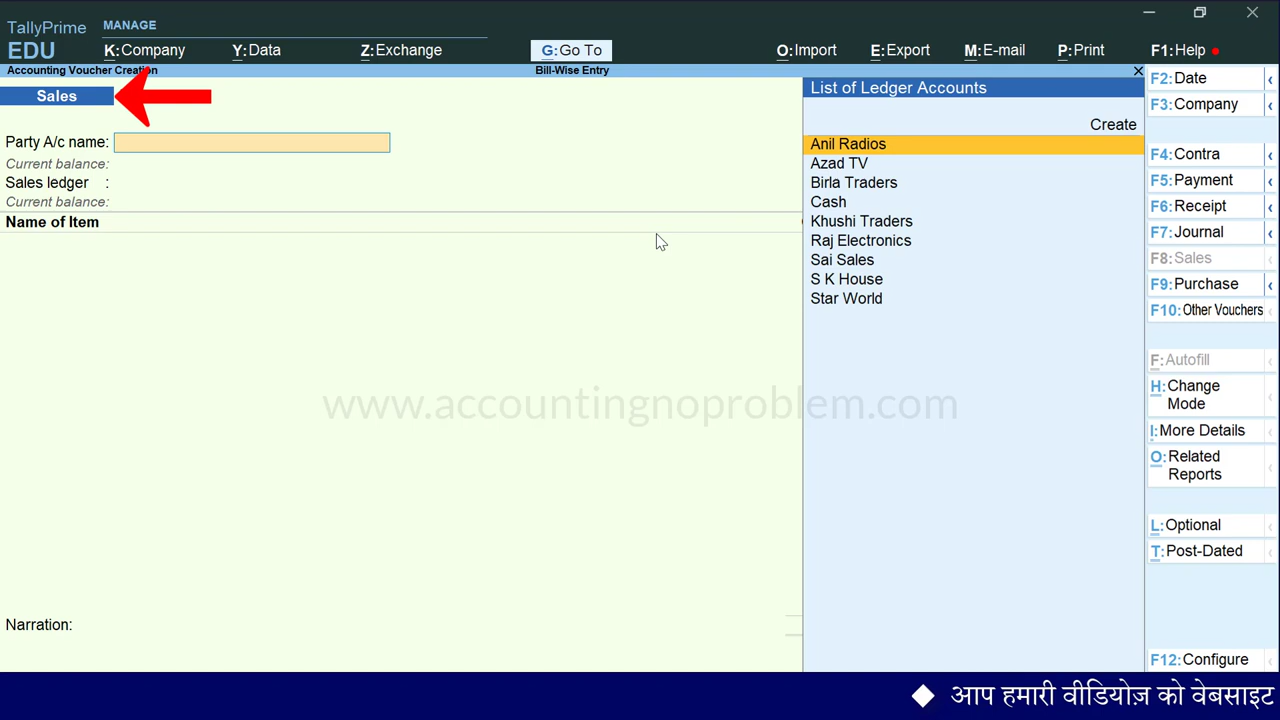 TallyPrime
EDU
MANAGE
K:Company
Y:Data
Z:Exchange
G:Go To
O:Import
E:Export
M:E-mail
P:Print
F1:Help
Accounting Voucher Creation
Bill-Wise Entry
Sales
Party A/c name:
Current balance:
Sales ledger :
Current balance:
Name of Item
www.accountingnoproblem.com
Narration:
List of Ledger Accounts
Create
Anil Radios
Azad TV
Birla Traders
Cash
Khushi Traders
Raj Electronics
Sai Sales
S K House
Star World
F2:Date
F3:Company
F4:Contra
F5:Payment
F6:Receipt
F7:Journal
F8:Sales
F9:Purchase
F10:Other Vouchers
F:Autofill
H:Change
Mode
I:More Details
O:Related
Reports
L:Optional
T:Post-Dated
F12:Configure
आप हमारी वीडियोज़ को वेबसाइट